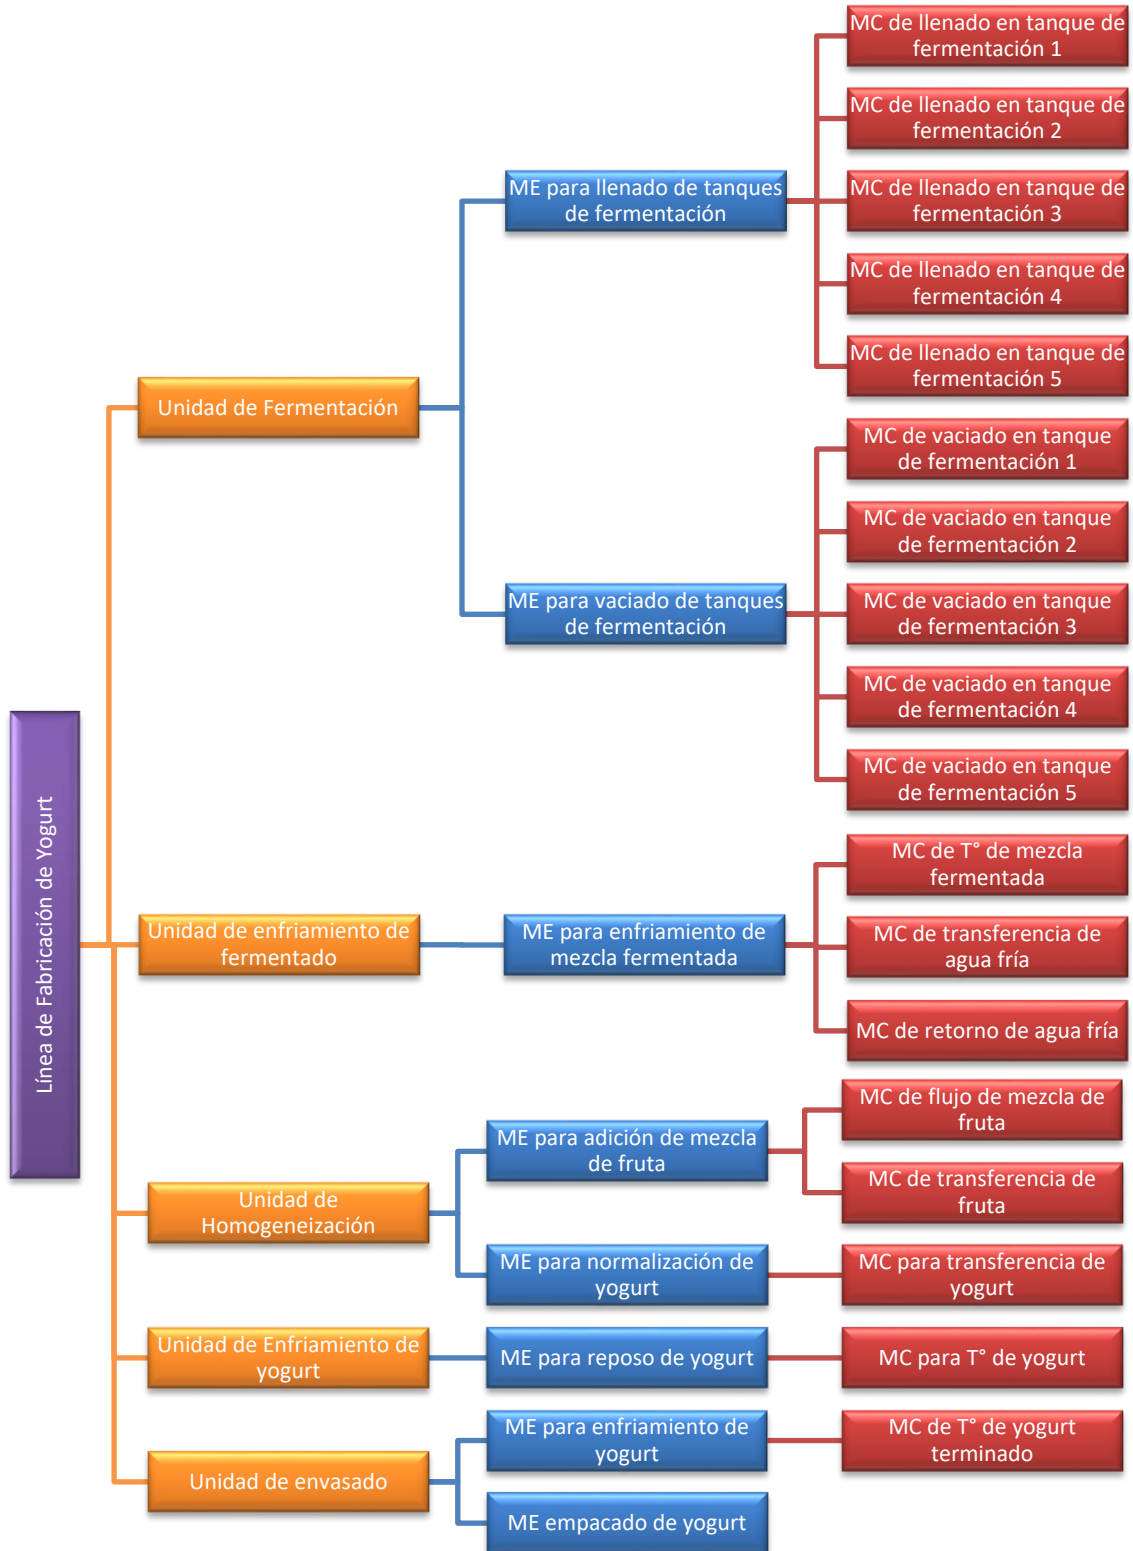 Línea de Fabricación de Yogurt
Unidad de Fermentación
ME para llenado de tanques
de fermentación
MC de llenado en tanque de
fermentación 1
MC de llenado en tanque de
fermentación 2
MC de llenado en tanque de
fermentación 3
MC de llenado en tanque de
fermentación 4
MC de llenado en tanque de
fermentación 5
ME para vaciado de tanques
de fermentación
MC de vaciado en tanque
de fermentación 1
MC de vaciado en tanque
de fermentación 2
MC de vaciado en tanque
de fermentación 3
MC de vaciado en tanque
de fermentación 4
MC de vaciado en tanque
de fermentación 5
Unidad de enfriamiento de
fermentado
ME para enfriamiento de
mezcla fermentada
MC de T° de mezcla
fermentada
MC de transferencia de
agua fría
MC de retorno de agua fría
Unidad de
Homogeneización
ME para adición de mezcla
de fruta
MC de flujo de mezcla de
fruta
MC de transferencia de
fruta
ME para normalización de
yogurt
MC para transferencia de
yogurt
Unidad de Enfriamiento de
yogurt
ME para reposo de yogurt
MC para T° de yogurt
Unidad de envasado
ME para enfriamiento de
yogurt
MC de T° de yogurt
terminado
ME empacado de yogurt